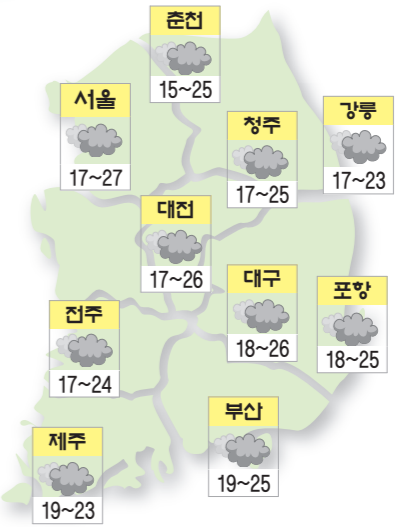 춘천
15~25
서울
17~27
청주
17~25
강릉
17~23
대전
17~26
대구
18~26
포항
18~25
전주
17~24
부산
19~25
제주
19~23